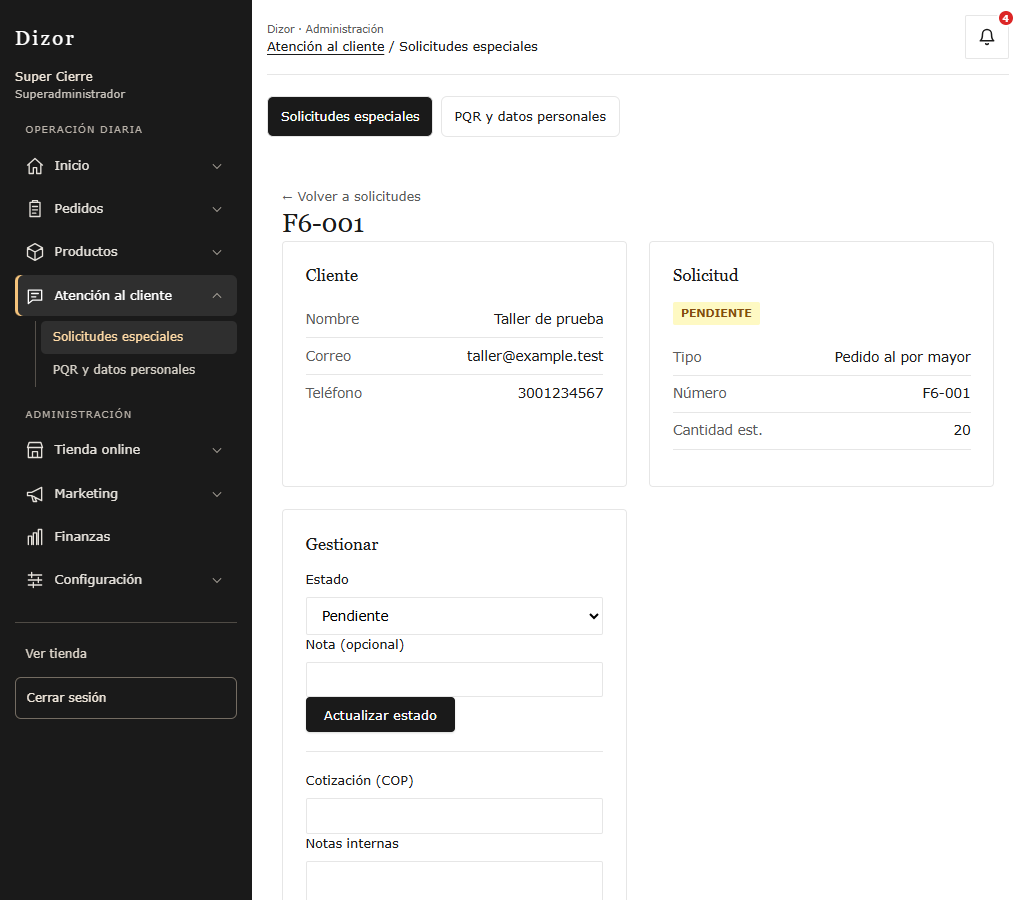 Dizor
Super Cierre
Superadministrador
OPERACIÓN DIARIA
Inicio
Pedidos
Productos
Atención al cliente
Solicitudes especiales
PQR y datos personales
ADMINISTRACIÓN
Tienda online
Marketing
Finanzas
Configuración
Ver tienda
Cerrar sesión
Dizor · Administración
Atención al cliente / Solicitudes especiales
4
Solicitudes especiales
PQR y datos personales
← Volver a solicitudes
F6-001
Cliente
Nombre Taller de prueba
Correo taller@example.test
Teléfono 3001234567
Solicitud
PENDIENTE
Tipo Pedido al por mayor
Número F6-001
Cantidad est. 20
Gestionar
Estado
Pendiente
Nota (opcional)
Actualizar estado
Cotización (COP)
Notas internas